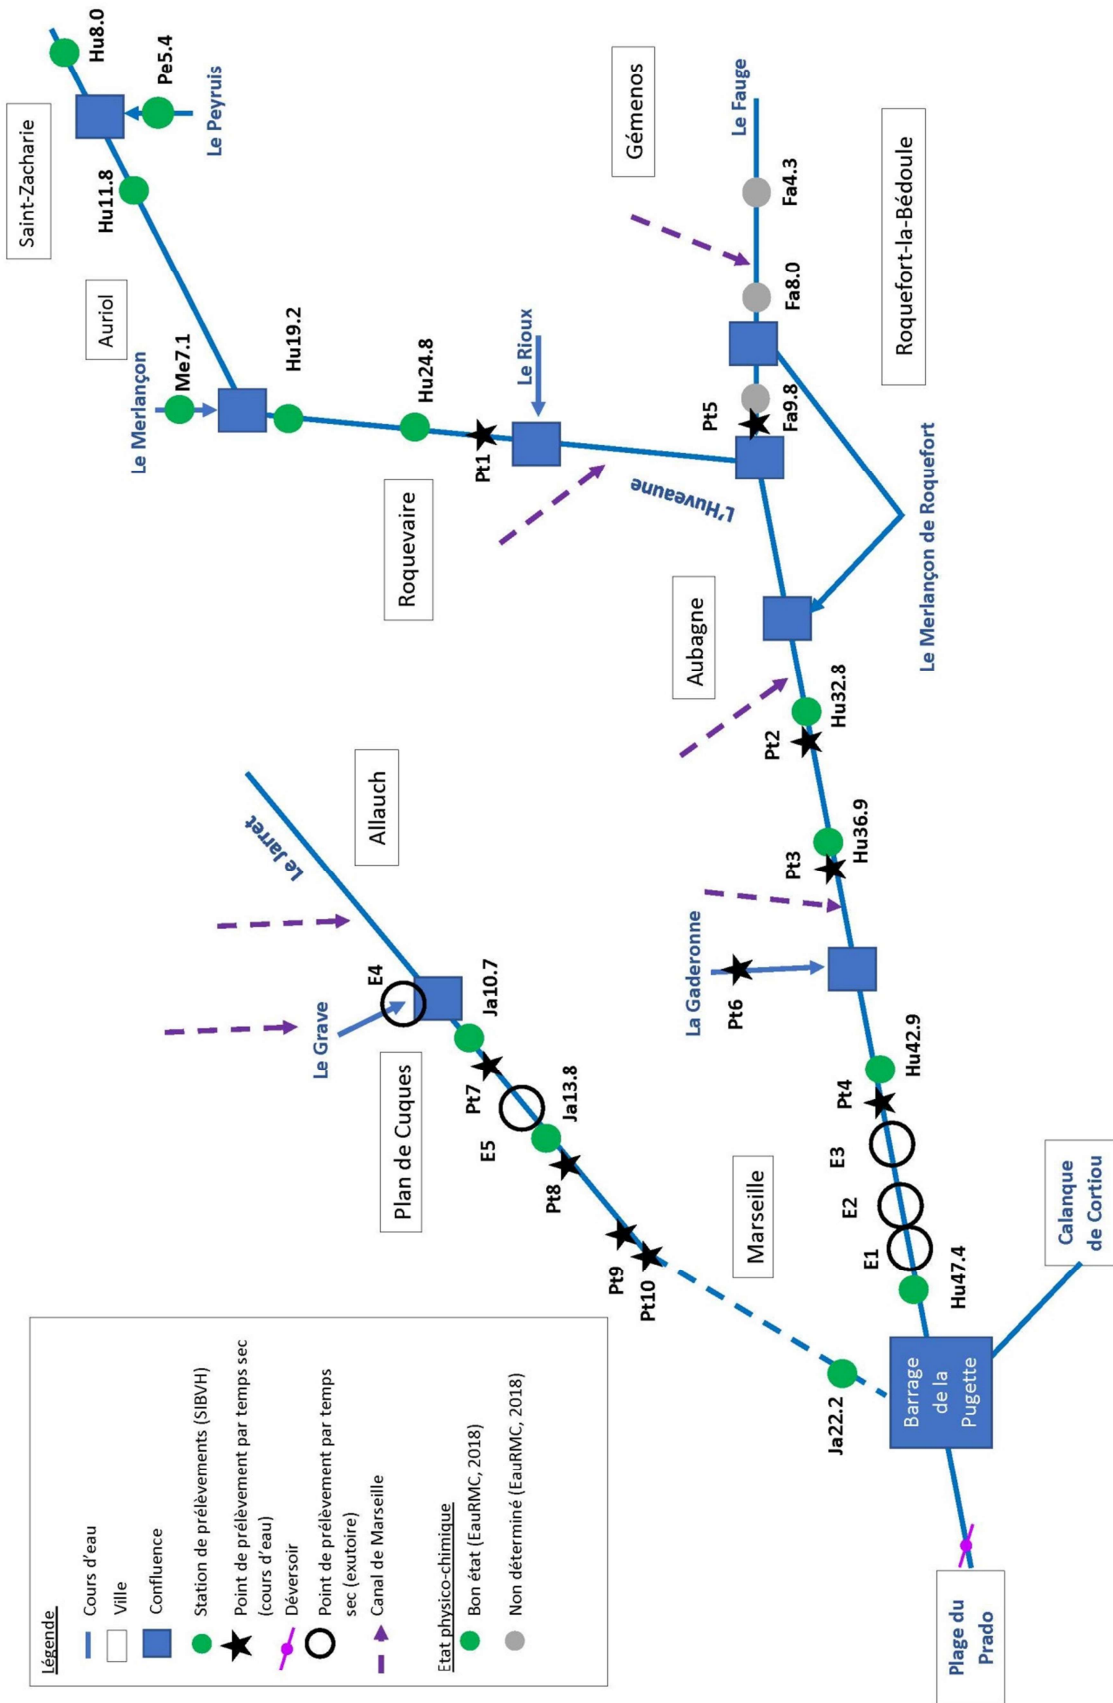 Légende
Cours d'eau
Ville
Confluence
Station de prélèvements (SIBVH)
Point de prélèvement par temps sec
(cours d'eau)
Déversoir
Point de prélèvement par temps
sec (exutoire)
Canal de Marseille
Etat physico-chimique
Bon état (EauRMC, 2018)
Non déterminé (EauRMC, 2018)
Le Grave
E4
Le Jarret
Allauch
Plan de Cuques
Ja10.7
Pt7
E5
Ja13.8
Pt8
Pt9
Pt10
Ja22.2
Marseille
Saint-Zacharie
Hu8.0
Pe5.4
Le Peyruis
Hu11.8
Auriol
Le Merlançon
Me7.1
Hu19.2
Hu24.8
Pt1
Le Rioux
Roquevaire
L'Huveaune
Gémenos
Le Fauge
Fa4.3
Fa8.0
Fa9.8
Pt5
Roquefort-la-Bédoule
Le Merlançon de Roquefort
Aubagne
Hu32.8
Pt2
Hu36.9
Pt3
La Gaderonne
Pt6
Hu42.9
Pt4
E3
E2
E1
Hu47.4
Barrage
de la
Pugette
Calanque
de Cortiou
Plage du
Prado